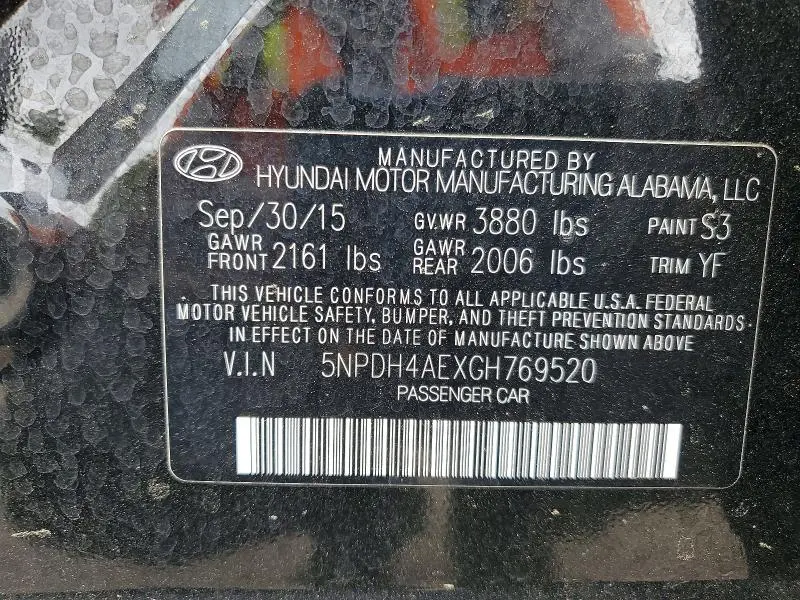 MANUFACTURED BY
HYUNDAI MOTOR MANUFACTURING ALABAMA, LLC
Sep/30/15 G.V.WR 3880 lbs PAINT S3
GAWR FRONT 2161 lbs GAWR REAR 2006 lbs TRIM YF
THIS VEHICLE CONFORMS TO ALL APPLICABLE U.S.A. FEDERAL
MOTOR VEHICLE SAFETY, BUMPER, AND THEFT PREVENTION STANDARDS
IN EFFECT ON THE DATE OF MANUFACTURE SHOWN ABOVE
V.I.N 5NPDH4AEXGH769520
PASSENGER CAR